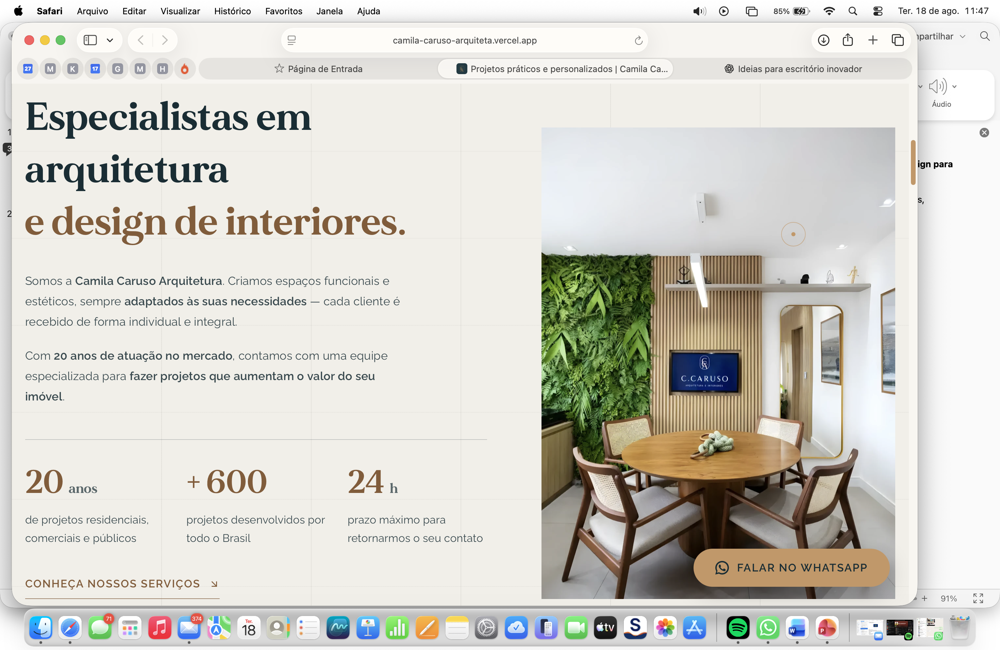 Safari Arquivo Editar Visualizar Histórico Favoritos Janela Ajuda 85% Ter. 18 de ago. 11:47
camila-caruso-arquiteta.vercel.app
27 M K 17 G M H Página de Entrada Projetos práticos e personalizados | Camila Ca... Ideias para escritório inovador
Áudio
1
3
2
ign para
s,
Especialistas em
arquitetura
e design de interiores.
Somos a Camila Caruso Arquitetura. Criamos espaços funcionais e
estéticos, sempre adaptados às suas necessidades — cada cliente é
recebido de forma individual e integral.
Com 20 anos de atuação no mercado, contamos com uma equipe
especializada para fazer projetos que aumentam o valor do seu
imóvel.
20 anos
de projetos residenciais,
comerciais e públicos
+ 600
projetos desenvolvidos por
todo o Brasil
24 h
prazo máximo para
retornarmos o seu contato
CONHEÇA NOSSOS SERVIÇOS
C.CARUSO
ARQUITETURA E INTERIORES
FALAR NO WHATSAPP
91%
71
374
Ter.
18
tv
S
W
P